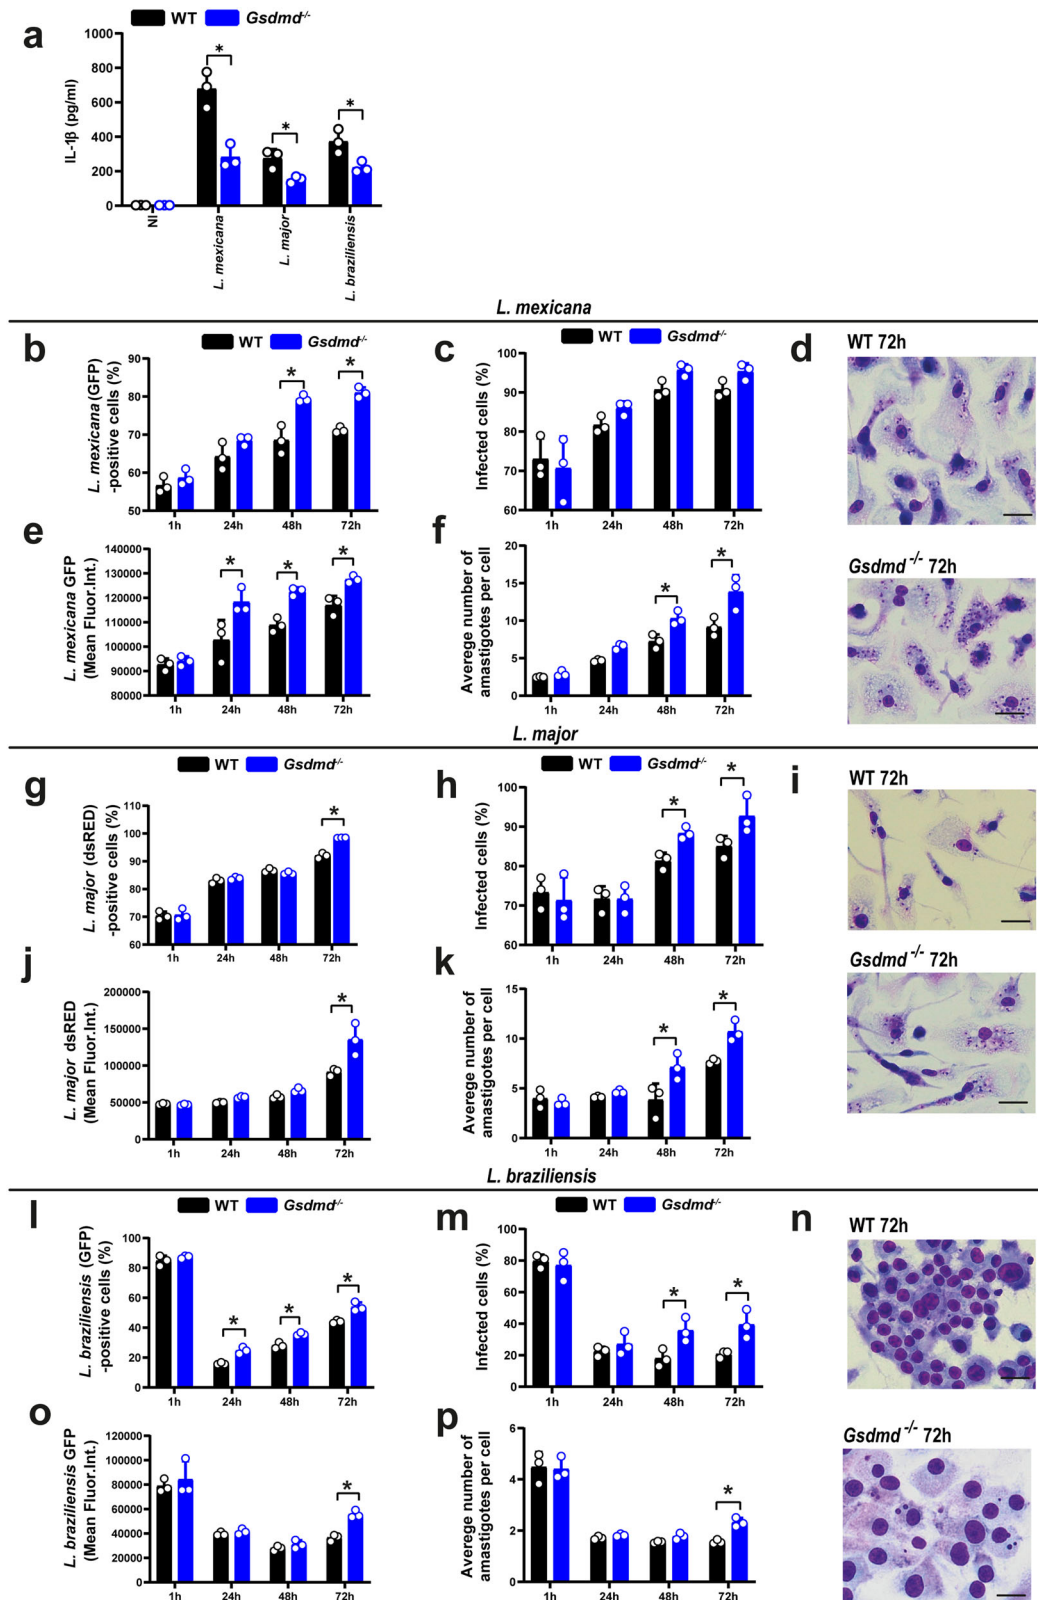 WT Gsdmd-/-
a
IL-1β (pg/ml)
1000
800
600
400
200
0
NI
L. mexicana
L. major
L. braziliensis
* * *
L. mexicana
b
WT Gsdmd-/-
L. mexicana (GFP)
-positive cells (%)
90
80
70
60
50
* *
1h 24h 48h 72h
c
WT Gsdmd-/-
Infected cells (%)
100
90
80
70
60
1h 24h 48h 72h
d
WT 72h
Gsdmd -/- 72h
e
L. mexicana GFP
(Mean Fluor.Int.)
140000
130000
120000
110000
100000
90000
80000
* * *
1h 24h 48h 72h
f
Averege number of
amastigotes per cell
20
15
10
5
0
* *
1h 24h 48h 72h
L. major
g
WT Gsdmd-/-
L. major (dsRED)
-positive cells (%)
110
100
90
80
70
60
*
1h 24h 48h 72h
h
WT Gsdmd-/-
Infected cells (%)
100
90
80
70
60
* *
1h 24h 48h 72h
i
WT 72h
Gsdmd -/- 72h
j
L. major dsRED
(Mean Fluor.Int.)
200000
150000
100000
50000
0
*
1h 24h 48h 72h
k
Averege number of
amastigotes per cell
15
10
5
0
* *
1h 24h 48h 72h
L. braziliensis
l
WT Gsdmd-/-
L. braziliensis (GFP)
-positive cells (%)
100
80
60
40
20
0
* * *
1h 24h 48h 72h
m
WT Gsdmd-/-
Infected cells (%)
100
80
60
40
20
0
* *
1h 24h 48h 72h
n
WT 72h
Gsdmd -/- 72h
o
L. braziliensis GFP
(Mean Fluor.Int.)
120000
100000
80000
60000
40000
20000
0
*
1h 24h 48h 72h
p
Averege number of
amastigotes per cell
6
4
2
0
*
1h 24h 48h 72h